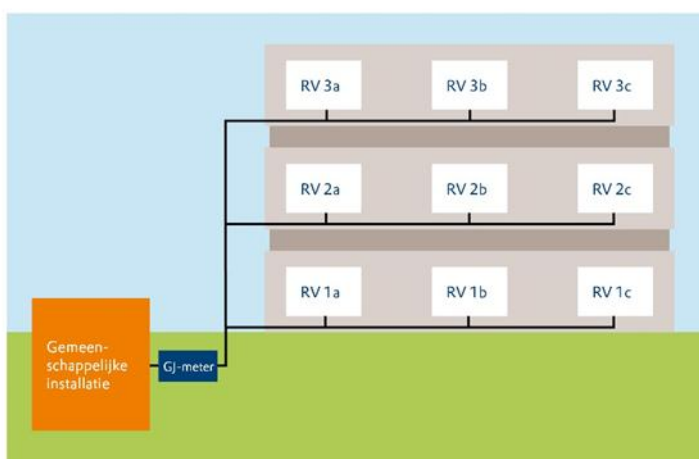 RV 3a
RV 3b
RV 3c
RV 2a
RV 2b
RV 2c
RV 1a
RV 1b
RV 1c
Gemeen-
schappelijke
installatie
GJ-meter